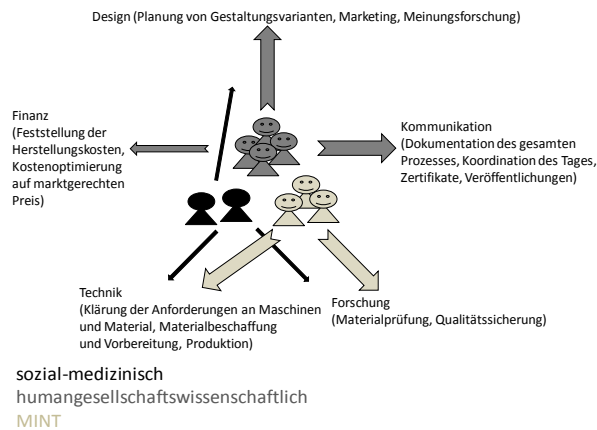 Design (Planung von Gestaltungsvarianten, Marketing, Meinungsforschung)
Finanz
(Feststellung der
Herstellungskosten,
Kostenoptimierung
auf marktgerechten
Preis)
Kommunikation
(Dokumentation des gesamten
Prozesses, Koordination des Tages,
Zertifikate, Veröffentlichungen)
Technik
(Klärung der Anforderungen an Maschinen
und Material, Materialbeschaffung
und Vorbereitung, Produktion)
Forschung
(Materialprüfung, Qualitätssicherung)
sozial-medizinisch
humangesellschaftswissenschaftlich
MINT